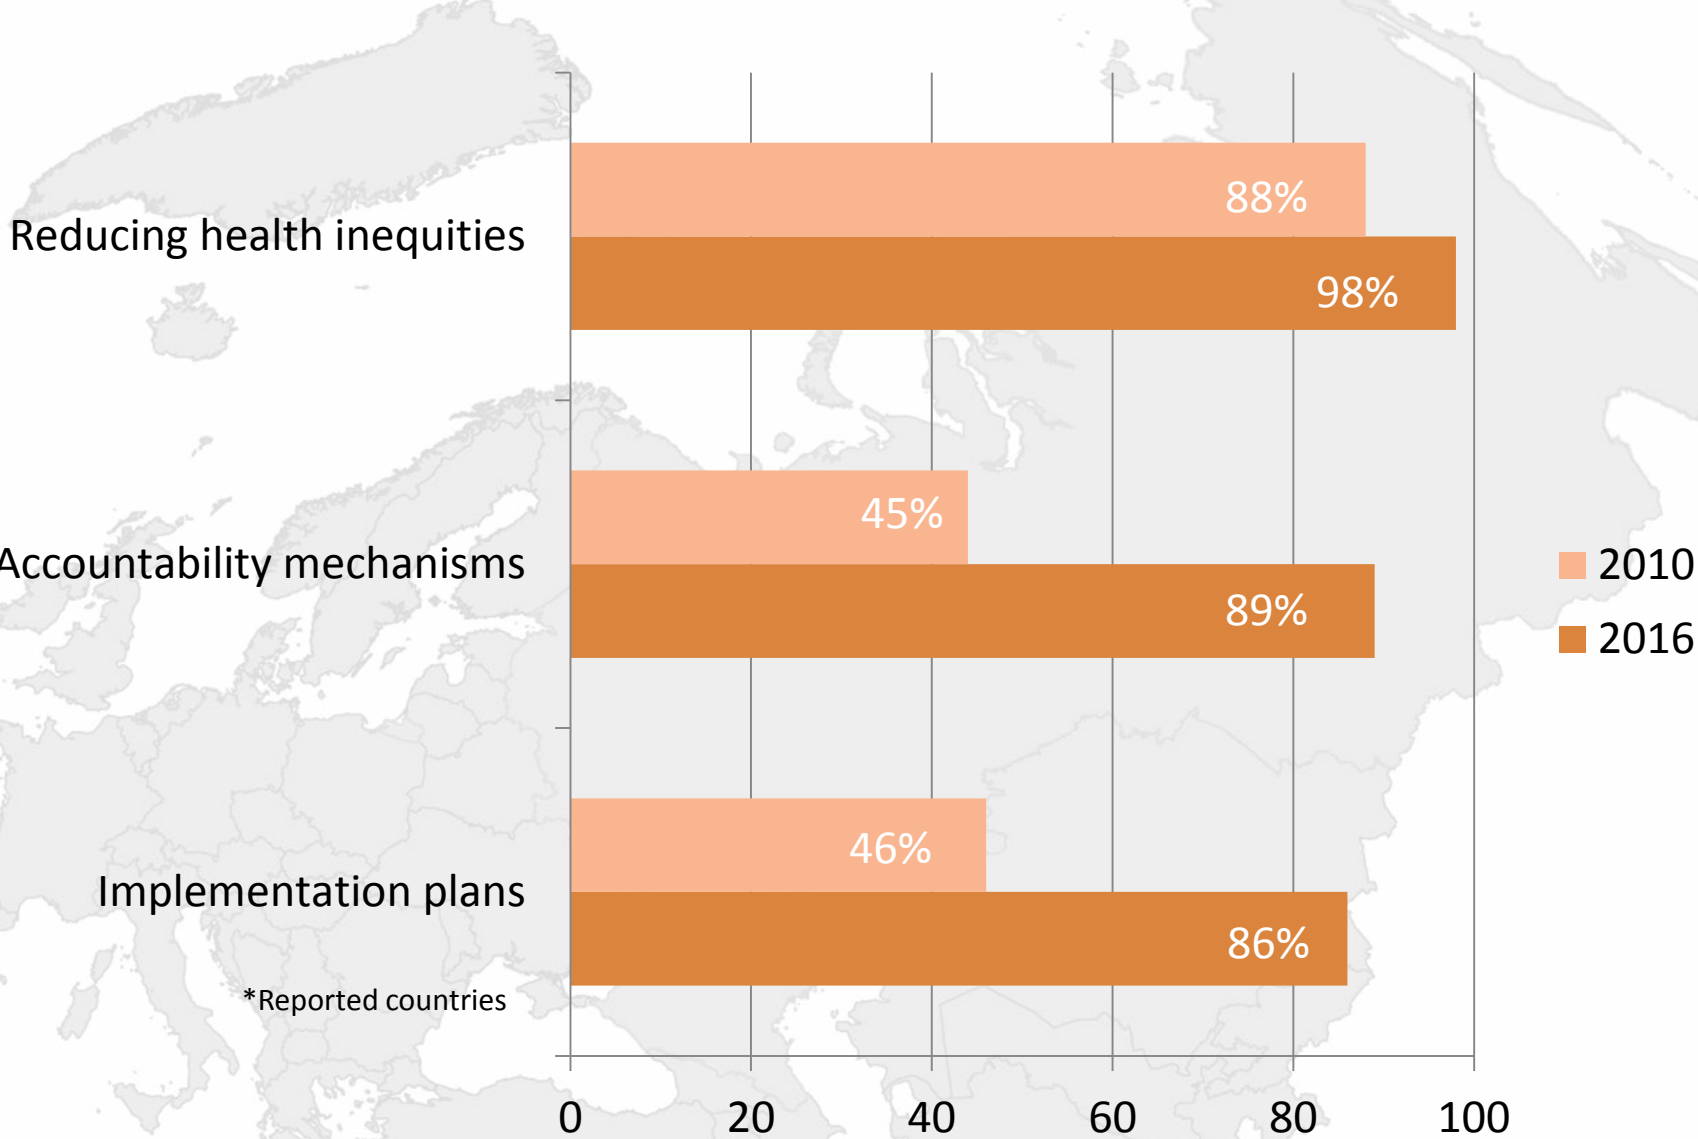 Reducing health inequities
88%
98%
Accountability mechanisms
45%
89%
Implementation plans
46%
86%
*Reported countries
2010
2016
0 20 40 60 80 100